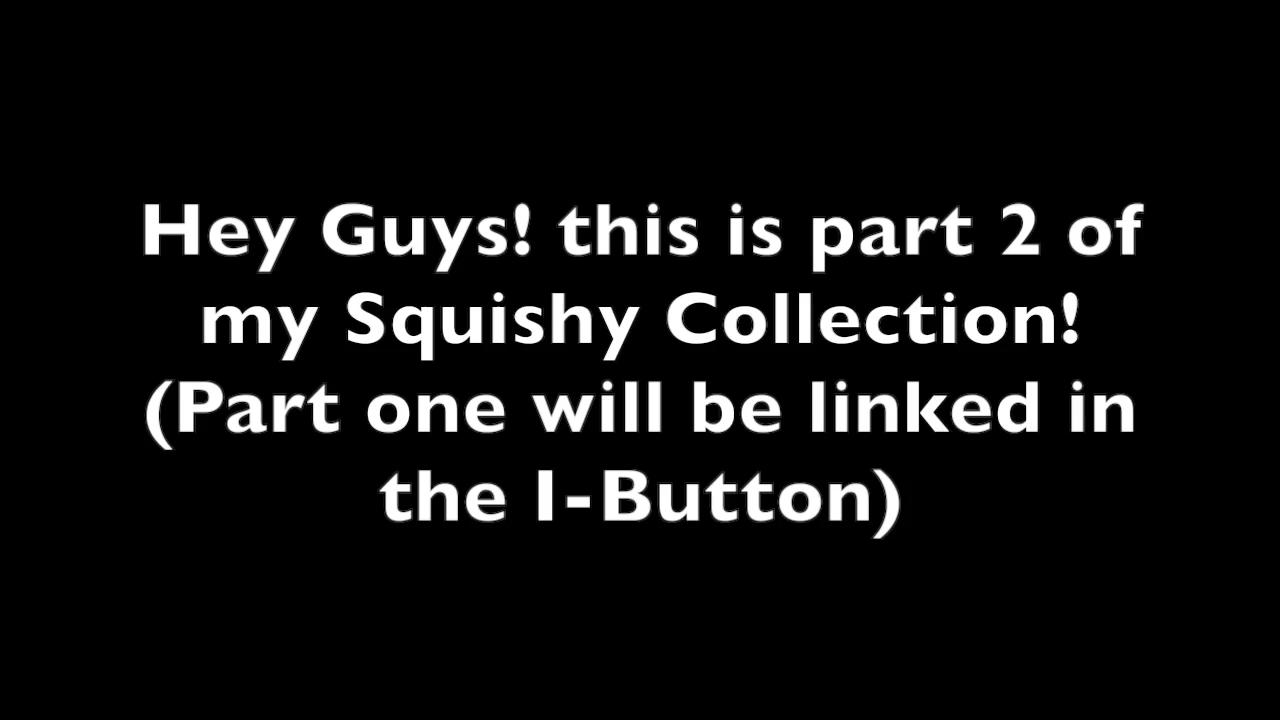 Hey Guys! this is part 2 of
my Squishy Collection!
(Part one will be linked in
the I-Button)